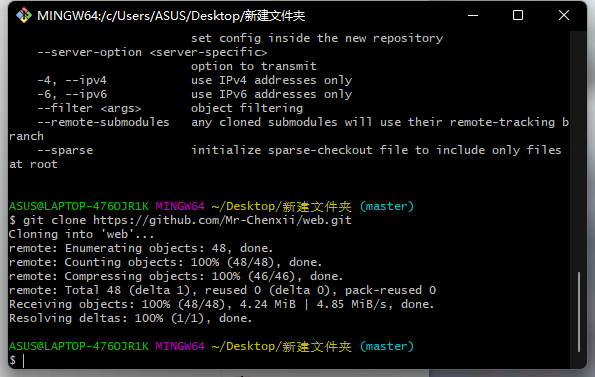 MINGW64:/c/Users/ASUS/Desktop/新建文件夹
set config inside the new repository
--server-option <server-specific>
option to transmit
-4, --ipv4 use IPv4 addresses only
-6, --ipv6 use IPv6 addresses only
--filter <args> object filtering
--remote-submodules any cloned submodules will use their remote-tracking b
ranch
--sparse initialize sparse-checkout file to include only files
at root
ASUS@LAPTOP-476OJR1K MINGW64 ~/Desktop/新建文件夹 (master)
$ git clone https://github.com/Mr-Chenxii/web.git
Cloning into 'web'...
remote: Enumerating objects: 48, done.
remote: Counting objects: 100% (48/48), done.
remote: Compressing objects: 100% (46/46), done.
remote: Total 48 (delta 1), reused 0 (delta 0), pack-reused 0
Receiving objects: 100% (48/48), 4.24 MiB | 4.85 MiB/s, done.
Resolving deltas: 100% (1/1), done.
ASUS@LAPTOP-476OJR1K MINGW64 ~/Desktop/新建文件夹 (master)
$